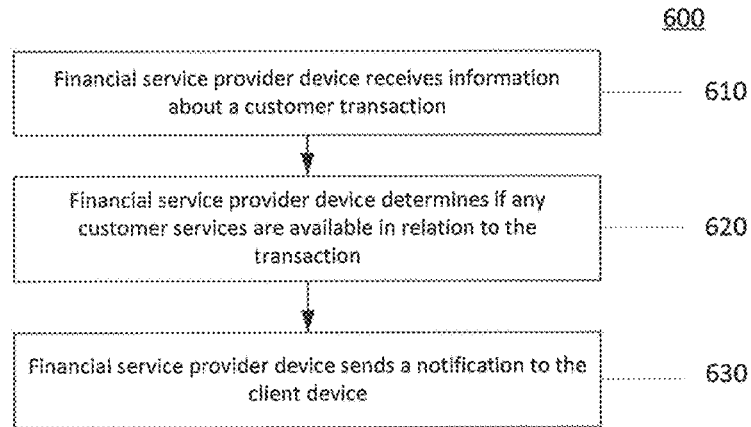 600
Financial service provider device receives information
about a customer transaction
610
Financial service provider device determines if any
customer services are available in relation to the
transaction
620
Financial service provider device sends a notification to the
client device
630